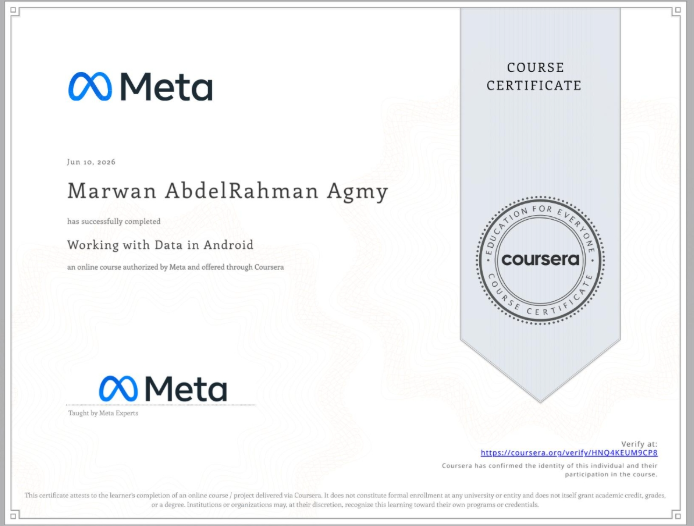 Meta
COURSE
CERTIFICATE
Jun 10, 2026
Marwan AbdelRahman Agmy
has successfully completed
Working with Data in Android
an online course authorized by Meta and offered through Coursera
EDUCATION FOR EVERYONE
coursera
COURSE CERTIFICATE
Meta
Taught by Meta Experts
Verify at:
https://coursera.org/verify/HNQ4KEUM9CP8
Coursera has confirmed the identity of this individual and their
participation in the course.
This certificate attests to the learner's completion of an online course / project delivered via Coursera. It does not constitute formal enrollment at any university or entity and does not itself grant academic credit, grades,
or a degree. Institutions or organizations may, at their discretion, recognize this learning toward their own programs or credentials.